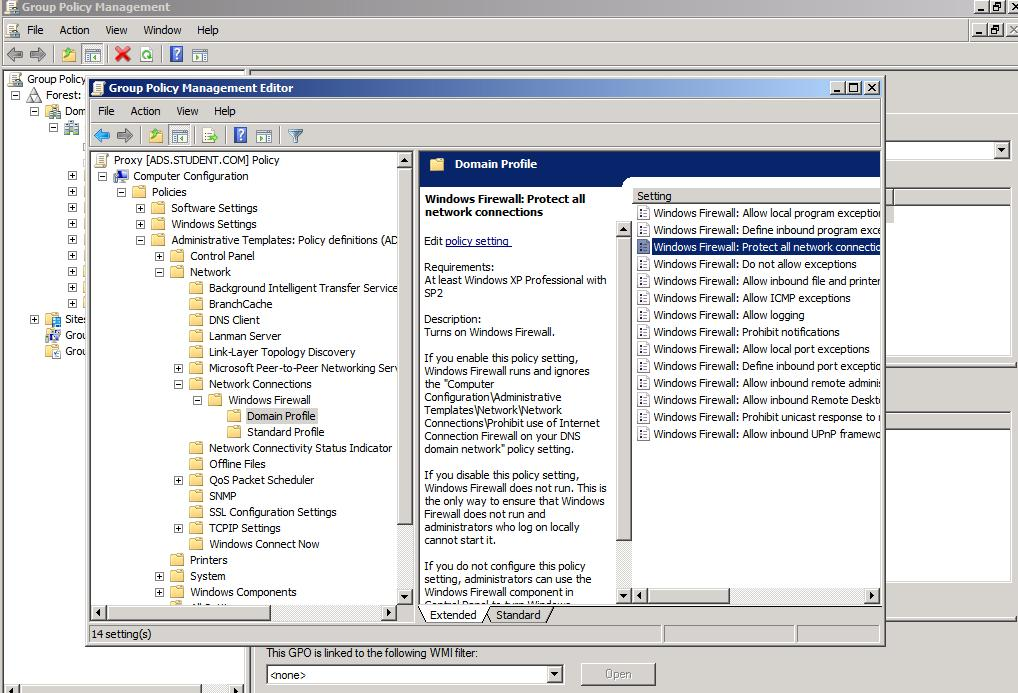 Group Policy Management
File Action View Window Help
Group Policy
Forest:
Dom
Sites
Grou
Grou
Group Policy Management Editor
File Action View Help
Proxy [ADS.STUDENT.COM] Policy
Computer Configuration
Policies
Software Settings
Windows Settings
Administrative Templates: Policy definitions (AD
Control Panel
Network
Background Intelligent Transfer Service
BranchCache
DNS Client
Lanman Server
Link-Layer Topology Discovery
Microsoft Peer-to-Peer Networking Serv
Network Connections
Windows Firewall
Domain Profile
Standard Profile
Network Connectivity Status Indicator
Offline Files
QoS Packet Scheduler
SNMP
SSL Configuration Settings
TCPIP Settings
Windows Connect Now
Printers
System
Windows Components
Domain Profile
Windows Firewall: Protect all
network connections
Edit policy setting
Requirements:
At least Windows XP Professional with
SP2
Description:
Turns on Windows Firewall.
If you enable this policy setting,
Windows Firewall runs and ignores
the "Computer
Configuration\Administrative
Templates\Network\Network
Connections\Prohibit use of Internet
Connection Firewall on your DNS
domain network" policy setting.
If you disable this policy setting,
Windows Firewall does not run. This is
the only way to ensure that Windows
Firewall does not run and
administrators who log on locally
cannot start it.
If you do not configure this policy
setting, administrators can use the
Windows Firewall component in
Control Panel to turn Windows
Setting
Windows Firewall: Allow local program exception
Windows Firewall: Define inbound program exce
Windows Firewall: Protect all network connectio
Windows Firewall: Do not allow exceptions
Windows Firewall: Allow inbound file and printer
Windows Firewall: Allow ICMP exceptions
Windows Firewall: Allow logging
Windows Firewall: Prohibit notifications
Windows Firewall: Allow local port exceptions
Windows Firewall: Define inbound port exception
Windows Firewall: Allow inbound remote adminis
Windows Firewall: Allow inbound Remote Deskto
Windows Firewall: Prohibit unicast response to m
Windows Firewall: Allow inbound UPnP framewo
Extended Standard
14 setting(s)
This GPO is linked to the following WMI filter:
<none> Open